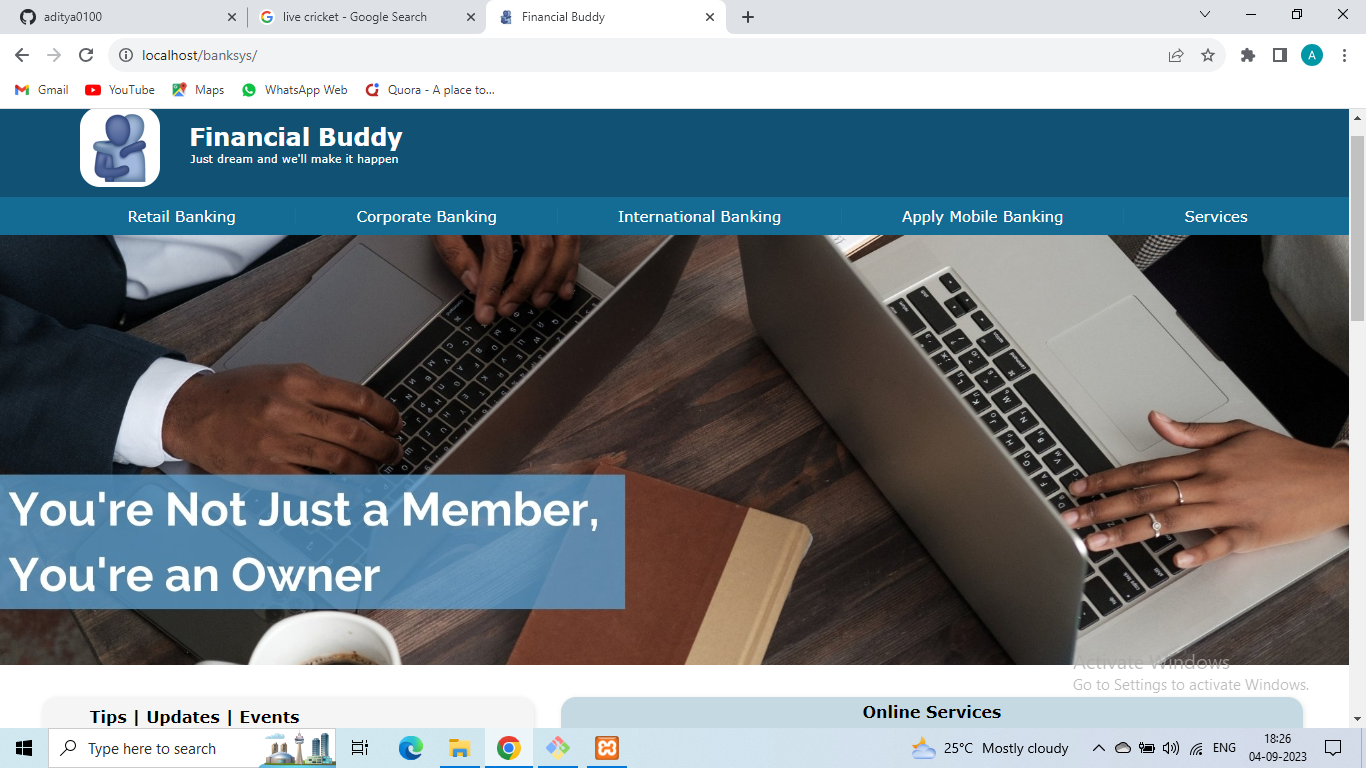 aditya0100
live cricket - Google Search
Financial Buddy
localhost/banksys/
A
Gmail
YouTube
Maps
WhatsApp Web
Quora - A place to...
Financial Buddy
Just dream and we'll make it happen
Retail Banking
Corporate Banking
International Banking
Apply Mobile Banking
Services
You're Not Just a Member,
You're an Owner
Activate Windows
Go to Settings to activate Windows.
Tips | Updates | Events
Online Services
Type here to search
25°C Mostly cloudy
ENG
18:26
04-09-2023